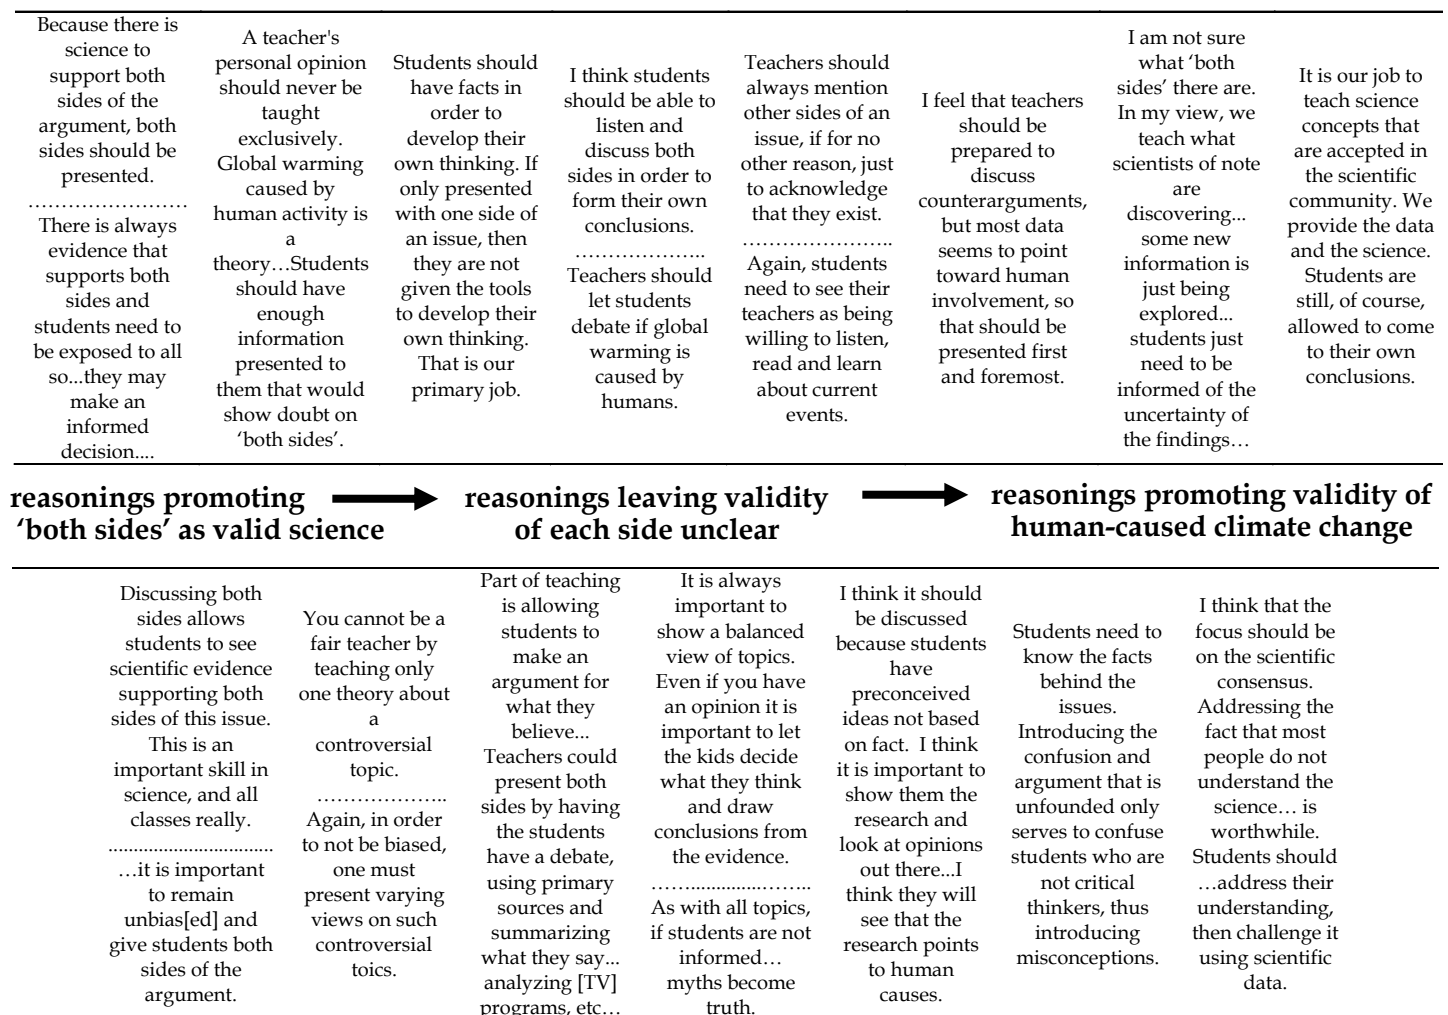 Because there is
science to
support both
sides of the
argument, both
sides should be
presented.
……………………
There is always
evidence that
supports both
sides and
students need to
be exposed to all
so...they may
make an
informed
decision....
A teacher's
personal opinion
should never be
taught
exclusively.
Global warming
caused by
human activity is
a
theory…Students
should have
enough
information
presented to
them that would
show doubt on
‘both sides’.
Students should
have facts in
order to
develop their
own thinking. If
only presented
with one side of
an issue, then
they are not
given the tools
to develop their
own thinking.
That is our
primary job.
I think students
should be able to
listen and
discuss both
sides in order to
form their own
conclusions.
………………..
Teachers should
let students
debate if global
warming is
caused by
humans.
Teachers should
always mention
other sides of an
issue, if for no
other reason, just
to acknowledge
that they exist.
…………………..
Again, students
need to see their
teachers as being
willing to listen,
read and learn
about current
events.
I feel that teachers
should be
prepared to
discuss
counterarguments,
but most data
seems to point
toward human
involvement, so
that should be
presented first
and foremost.
I am not sure
what ‘both
sides’ there are.
In my view, we
teach what
scientists of note
are
discovering...
some new
information is
just being
explored...
students just
need to be
informed of the
uncertainty of
the findings…
It is our job to
teach science
concepts that
are accepted in
the scientific
community. We
provide the data
and the science.
Students are
still, of course,
allowed to come
to their own
conclusions.
reasonings promoting
‘both sides’ as valid science
reasonings leaving validity
of each side unclear
reasonings promoting validity of
human-caused climate change
Discussing both
sides allows
students to see
scientific evidence
supporting both
sides of this issue.
This is an
important skill in
science, and all
classes really.
.................................
…it is important
to remain
unbias[ed] and
give students both
sides of the
argument.
You cannot be a
fair teacher by
teaching only
one theory about
a
controversial
topic.
………………..
Again, in order
to not be biased,
one must
present varying
views on such
controversial
toics.
Part of teaching
is allowing
students to
make an
argument for
what they
believe...
Teachers could
present both
sides by having
the students
have a debate,
using primary
sources and
summarizing
what they say...
analyzing [TV]
programs, etc…
It is always
important to
show a balanced
view of topics.
Even if you have
an opinion it is
important to let
the kids decide
what they think
and draw
conclusions from
the evidence.
……..............……..
As with all topics,
if students are not
informed…
myths become
truth.
I think it should
be discussed
because students
have
preconceived
ideas not based
on fact.  I think
it is important to
show them the
research and
look at opinions
out there...I
think they will
see that the
research points
to human
causes.
Students need to
know the facts
behind the
issues.
Introducing the
confusion and
argument that is
unfounded only
serves to confuse
students who are
not critical
thinkers, thus
introducing
misconceptions.
I think that the
focus should be
on the scientific
consensus.
Addressing the
fact that most
people do not
understand the
science… is
worthwhile.
Students should
…address their
understanding,
then challenge it
using scientific
data.